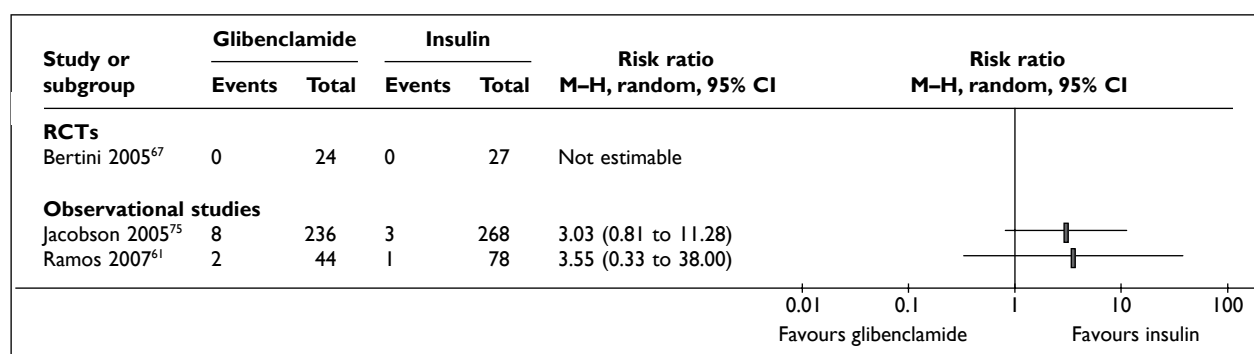 Glibenclamide Insulin
Study or subgroup Events Total Events Total Risk ratio M–H, random, 95% CI Risk ratio M–H, random, 95% CI
RCTs
Bertini 2005⁶⁷ 0 24 0 27 Not estimable
Observational studies
Jacobson 2005⁷⁵ 8 236 3 268 3.03 (0.81 to 11.28)
Ramos 2007⁶¹ 2 44 1 78 3.55 (0.33 to 38.00)
0.01 0.1 1 10 100
Favours glibenclamide Favours insulin